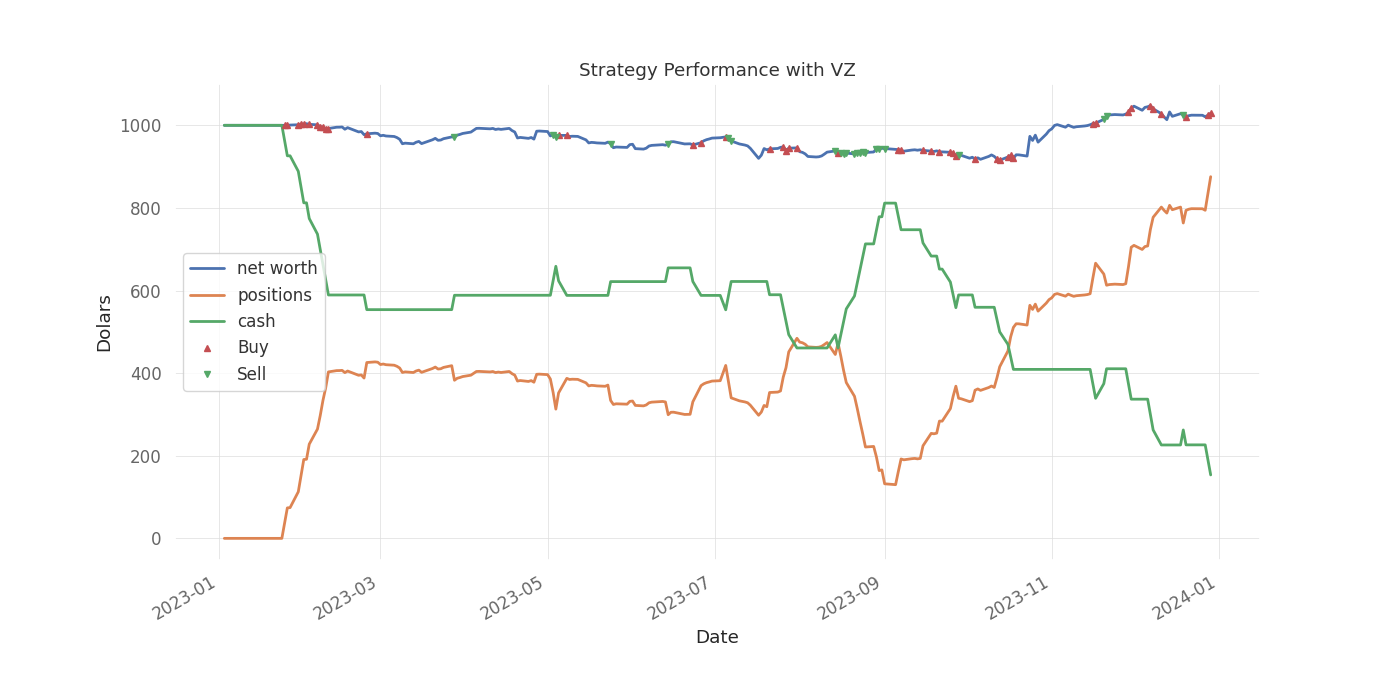 Strategy Performance with VZ
1000
800
600
400
200
0
Dolars
net worth
positions
cash
Buy
Sell
2023-01
2023-03
2023-05
2023-07
2023-09
2023-11
2024-01
Date